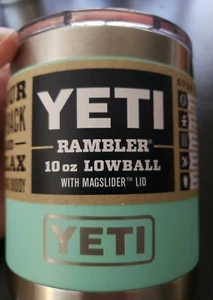 YETI
RAMBLER®
10 oz LOWBALL
WITH MAGSLIDER™ LID
YETI